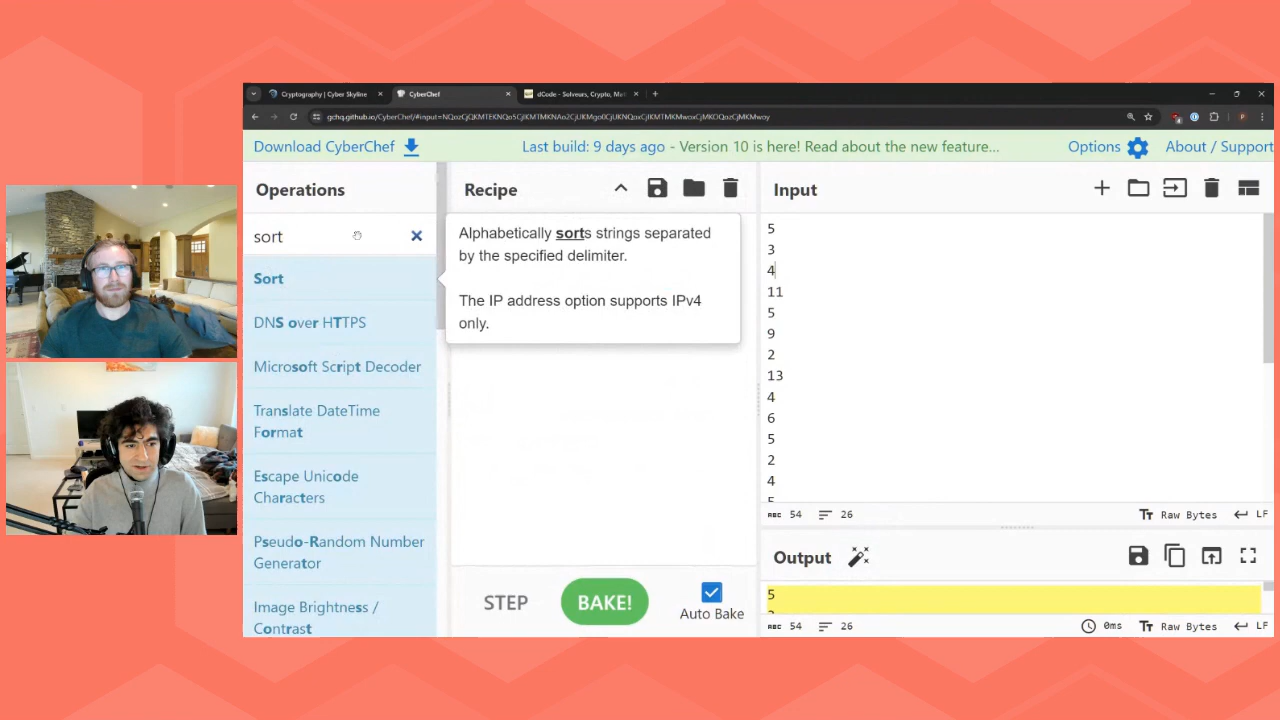 Cryptography | Cyber Skyline
CyberChef
dCode - Solveurs, Crypto, Ma
Download CyberChef
Last build: 9 days ago - Version 10 is here! Read about the new feature...
Options
About / Support
Operations
sort
Sort
DNS over HTTPS
Microsoft Script Decoder
Translate DateTime
Format
Escape Unicode
Characters
Pseudo-Random Number
Generator
Image Brightness /
Contrast
Recipe
Alphabetically sorts strings separated
by the specified delimiter.
The IP address option supports IPv4
only.
STEP
BAKE!
Auto Bake
Input
5
3
4
11
5
9
2
13
4
6
5
2
4
5
ABC 54 26
Tт Raw Bytes LF
Output
5
ABC 54 26
0ms Tт Raw Bytes LF